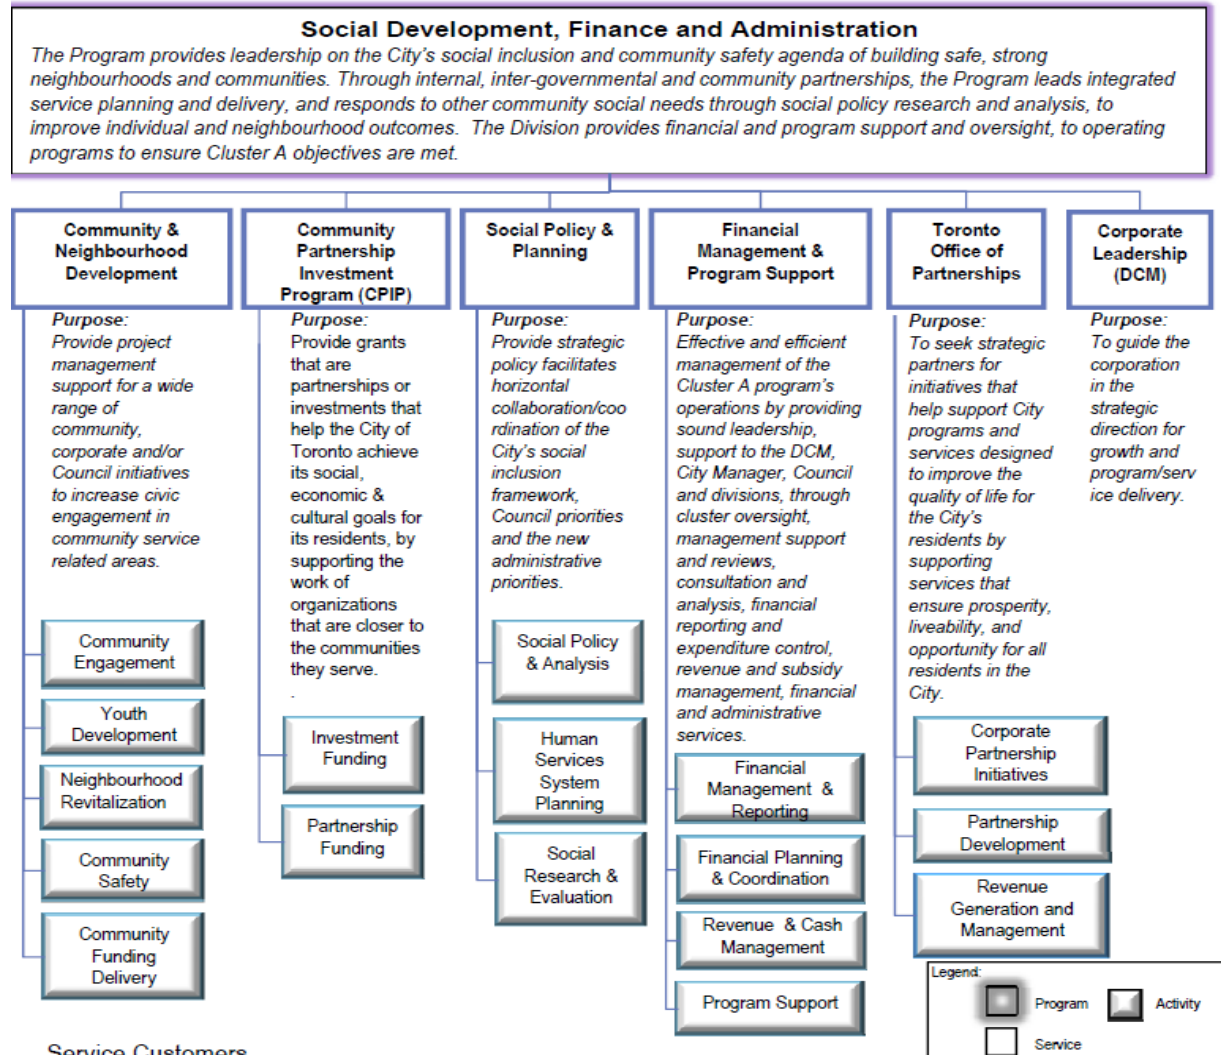 Social Development, Finance and Administration
The Program provides leadership on the City's social inclusion and community safety agenda of building safe, strong
neighbourhoods and communities. Through internal, inter-governmental and community partnerships, the Program leads integrated
service planning and delivery, and responds to other community social needs through social policy research and analysis, to
improve individual and neighbourhood outcomes. The Division provides financial and program support and oversight, to operating
programs to ensure Cluster A objectives are met.
Community &
Neighbourhood
Development
Purpose:
Provide project
management
support for a wide
range of
community,
corporate and/or
Council initiatives
to increase civic
engagement in
community service
related areas.
Community
Engagement
Youth
Development
Neighbourhood
Revitalization
Community
Safety
Community
Funding
Delivery
Community
Partnership
Investment
Program (CPIP)
Purpose:
Provide grants
that are
partnerships or
investments that
help the City of
Toronto achieve
its social,
economic &
cultural goals for
its residents, by
supporting the
work of
organizations
that are closer to
the communities
they serve.
.
Investment
Funding
Partnership
Funding
Social Policy &
Planning
Purpose:
Provide strategic
policy facilitates
horizontal
collaboration/coo
rdination of the
City's social
inclusion
framework,
Council priorities
and the new
administrative
priorities.
Social Policy
& Analysis
Human
Services
System
Planning
Social
Research &
Evaluation
Financial
Management &
Program Support
Purpose:
Effective and efficient
management of the
Cluster A program's
operations by providing
sound leadership,
support to the DCM,
City Manager, Council
and divisions, through
cluster oversight,
management support
and reviews,
consultation and
analysis, financial
reporting and
expenditure control,
revenue and subsidy
management, financial
and administrative
services.
Financial
Management &
Reporting
Financial Planning
& Coordination
Revenue & Cash
Management
Program Support
Toronto
Office of
Partnerships
Purpose:
To seek strategic
partners for
initiatives that
help support City
programs and
services designed
to improve the
quality of life for
the City's
residents by
supporting
services that
ensure prosperity,
liveability, and
opportunity for all
residents in the
City.
Corporate
Partnership
Initiatives
Partnership
Development
Revenue
Generation and
Management
Corporate
Leadership
(DCM)
Purpose:
To guide the
corporation
in the
strategic
direction for
growth and
program/serv
ice delivery.
Legend:
Program
Activity
Service
Service Customers